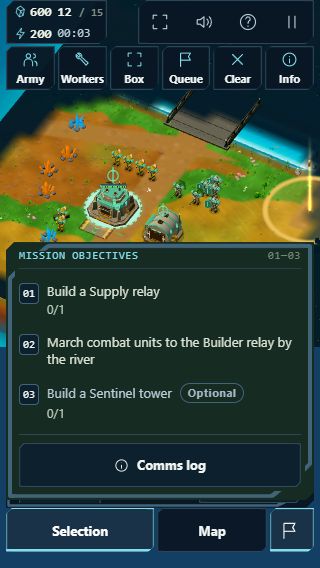 600 12 / 15
200 00:03
Army
Workers
Box
Queue
Clear
Info
MISSION OBJECTIVES 01—03
01 Build a Supply relay
0/1
02 March combat units to the Builder relay by
the river
03 Build a Sentinel tower Optional
0/1
Comms log
Selection
Map